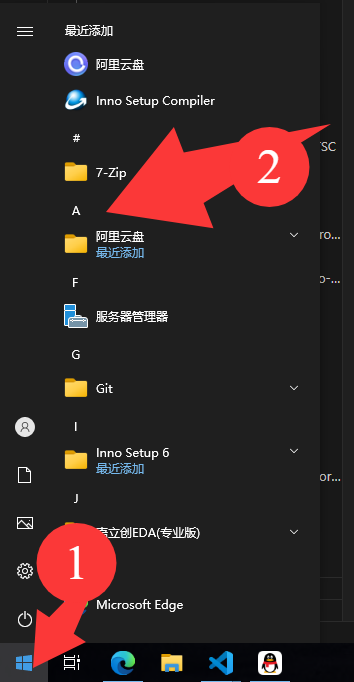 最近添加
阿里云盘
Inno Setup Compiler
#
7-Zip
A
阿里云盘
最近添加
F
服务器管理器
G
Git
I
Inno Setup 6
最近添加
J
立创EDA(专业版)
Microsoft Edge
1
2
SC
ro...
o-...
or...